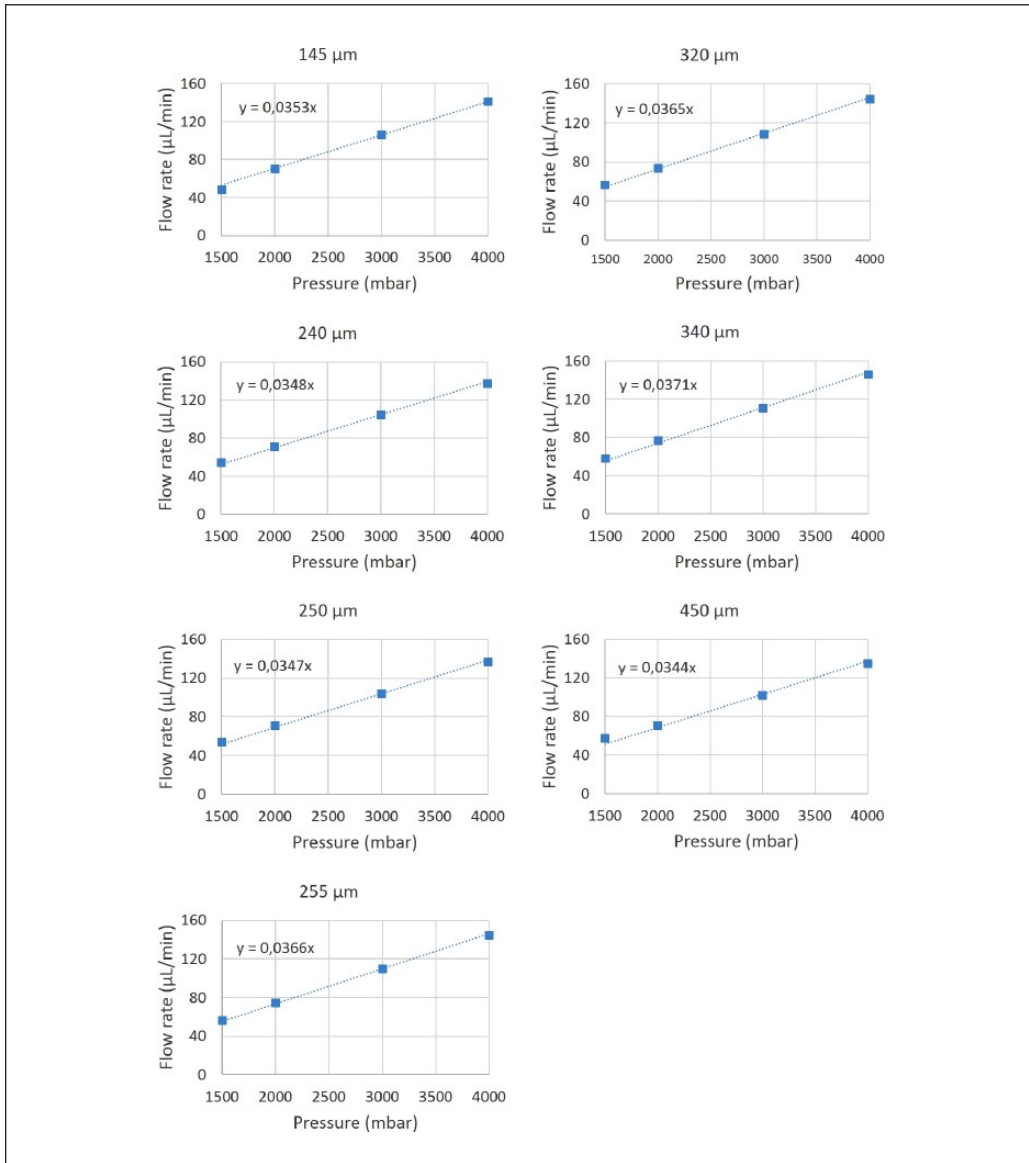 145 µm
160
120
80
40
0
Flow rate (µL/min)
y = 0,0353x
1500 2000 2500 3000 3500 4000
Pressure (mbar)
320 µm
160
120
80
40
0
Flow rate (µL/min)
y = 0,0365x
1500 2000 2500 3000 3500 4000
Pressure (mbar)
240 µm
160
120
80
40
0
Flow rate (µL/min)
y = 0,0348x
1500 2000 2500 3000 3500 4000
Pressure (mbar)
340 µm
160
120
80
40
0
Flow rate (µL/min)
y = 0,0371x
1500 2000 2500 3000 3500 4000
Pressure (mbar)
250 µm
160
120
80
40
0
Flow rate (µL/min)
y = 0,0347x
1500 2000 2500 3000 3500 4000
Pressure (mbar)
450 µm
160
120
80
40
0
Flow rate (µL/min)
y = 0,0344x
1500 2000 2500 3000 3500 4000
Pressure (mbar)
255 µm
160
120
80
40
0
Flow rate (µL/min)
y = 0,0366x
1500 2000 2500 3000 3500 4000
Pressure (mbar)